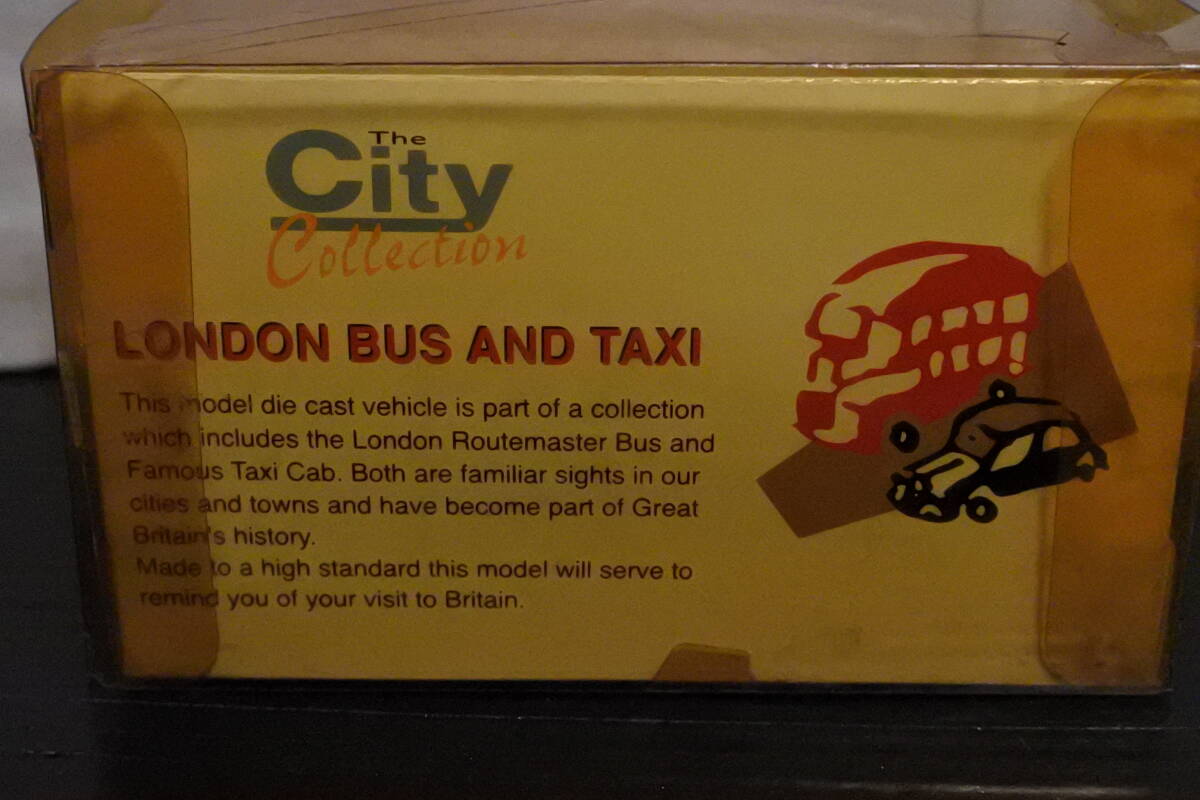 The
City
Collection
LONDON BUS AND TAXI
This model die cast vehicle is part of a collection
which includes the London Routemaster Bus and
Famous Taxi Cab. Both are familiar sights in our
cities and towns and have become part of Great
Britain's history.
Made to a high standard this model will serve to
remind you of your visit to Britain.